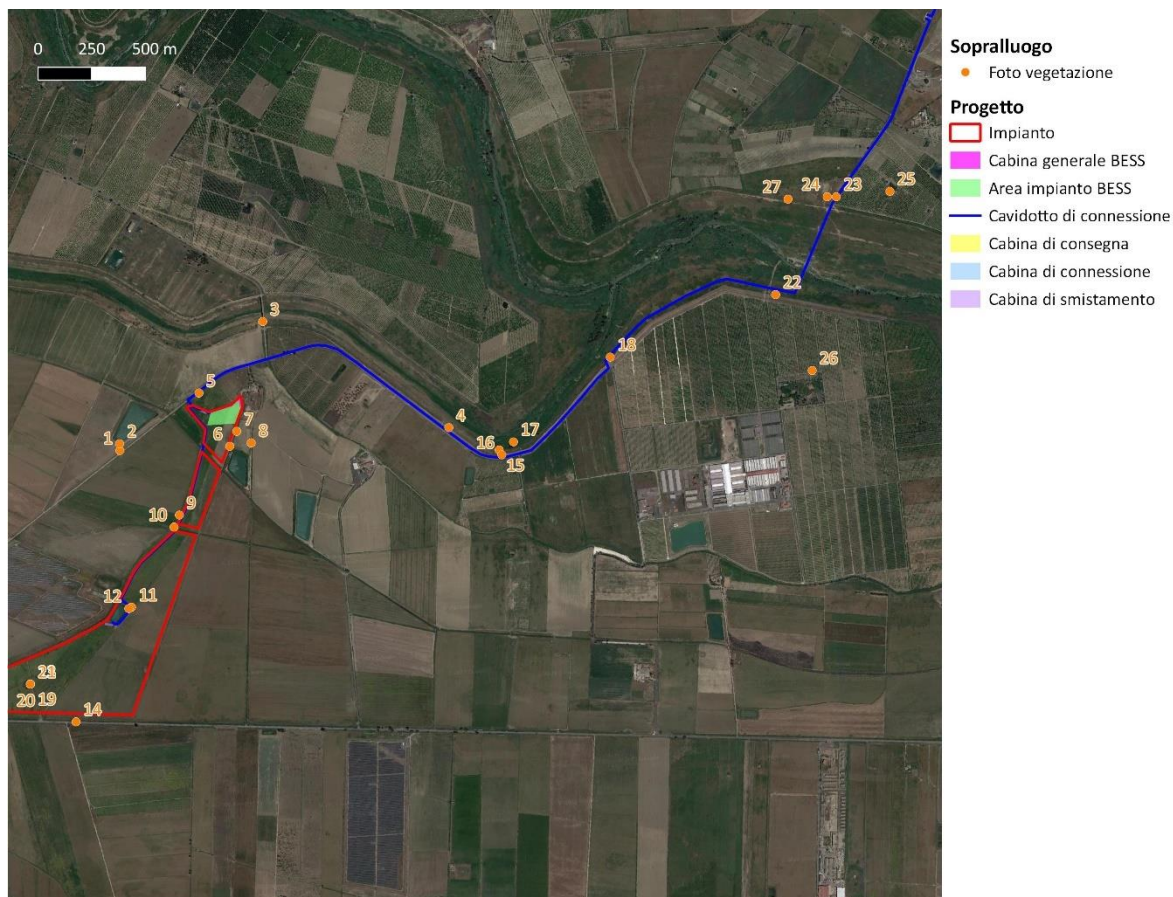 0 250 500 m
Sopralluogo
Foto vegetazione
Progetto
Impianto
Cabina generale BESS
Area impianto BESS
Cavidotto di connessione
Cabina di consegna
Cabina di connessione
Cabina di smistamento
27 24 23 25
22
3
18
26
5
4
7
1 2 6 8
16 17
15
9
10
12 11
20 19
14